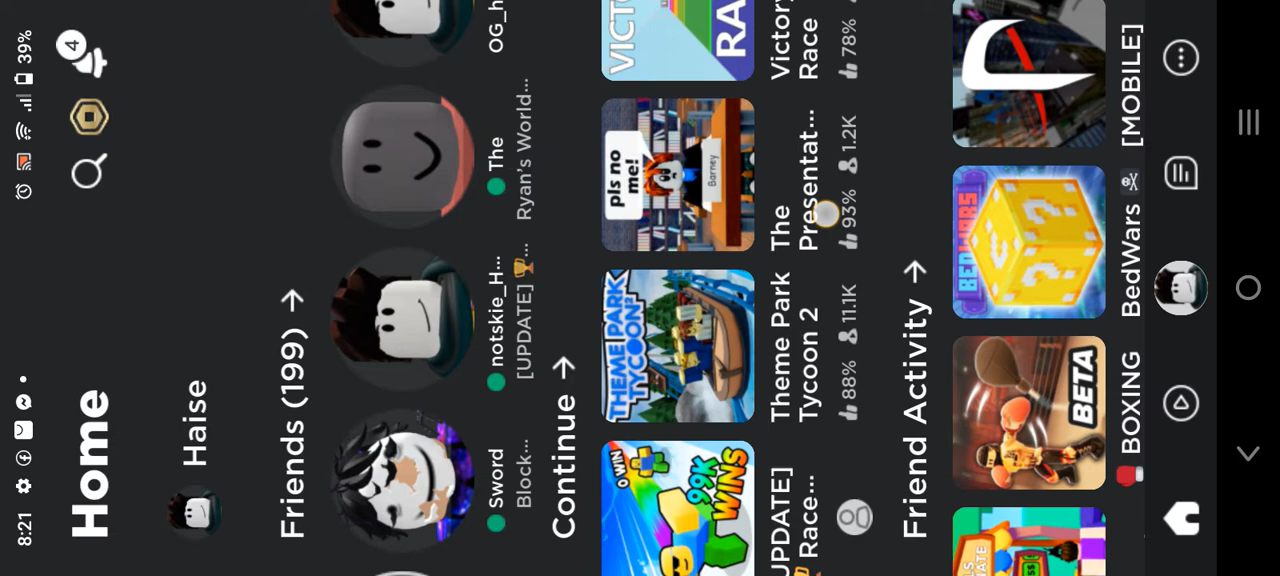 8:21
39%
Home
4
Haise
Friends (199) →
Sword
Block...
notskie_H...
[UPDATE] 🏆...
The
Ryan's World...
OG_h
Continue →
0 WIN
99K
WINS
UPDATE]
🏆 Race...
THEME PARK
TYCOON 2
Theme Park
Tycoon 2
88% 11.1K
pls no
me!
Barney
The
Presentat...
93% 1.2K
VICTO
RA
Victory
Race
78%
Friend Activity →
BETA
🥊 BOXING
BEDWARS
BedWars ☠
[MOBILE]